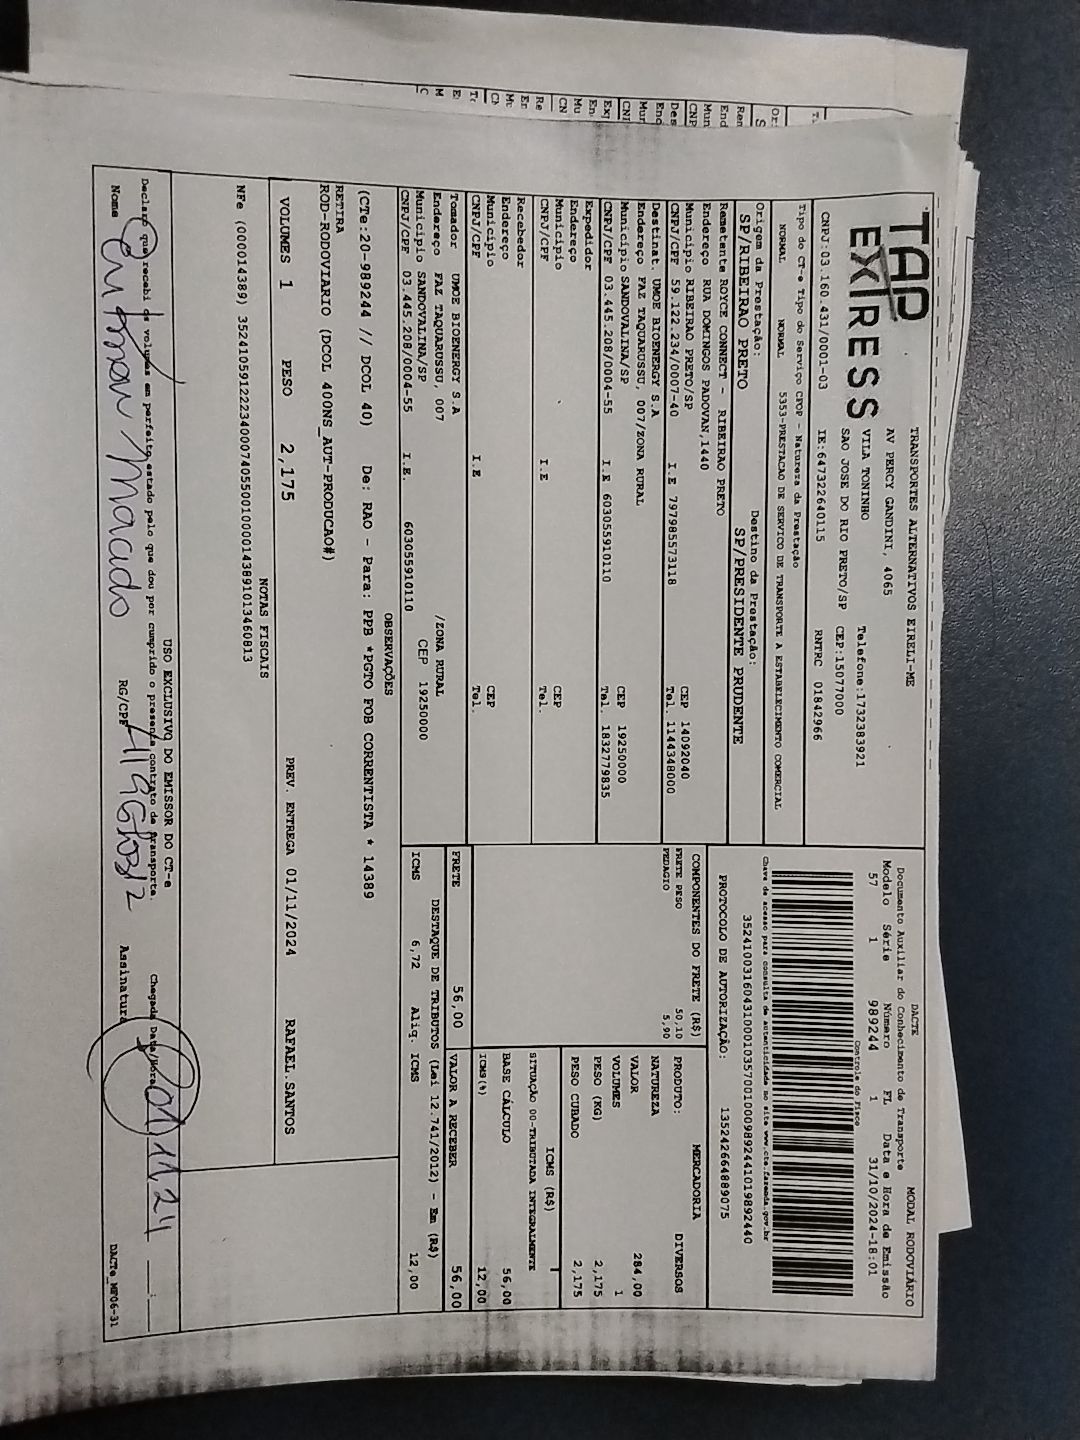 TAP
EXPRESS
TRANSPORTES ALTERNATIVOS EIRELI-ME
AV PERCY GANDINI, 4065
VILA TONINHO Telefone:1732383921
SAO JOSE DO RIO PRETO/SP CEP:15077000
CNPJ:03.160.431/0001-03 IE:647322640115 RNTRC 01842966
Tipo do CT-e Tipo do Serviço CFOP - Natureza da Prestação
NORMAL NORMAL 5353-PRESTACAO DE SERVICO DE TRANSPORTE A ESTABELECIMENTO COMERCIAL
Origem da Prestação: Destino da Prestação:
SP/RIBEIRAO PRETO SP/PRESIDENTE PRUDENTE
Remetante ROYCE CONNECT - RIBEIRAO PRETO
Endereço RUA DOMINGOS PADOVAN,1440 CEP 14092040
Município RIBEIRAO PRETO/SP Tel. 1144348000
CNPJ/CPF 59.122.234/0007-40 I.E 797985573118
Destinat. UMOE BIOENERGY S.A
Endereço FAZ TAQUARUSSU, 007/ZONA RURAL
Município SANDOVALINA/SP CEP 19250000
CNPJ/CPF 03.445.208/0004-55 I.E 603055910110 Tel. 1832779835
Expedidor
Endereço
Município CEP
CNPJ/CPF I.E Tel.
Recebedor
Endereço
Município CEP
CNPJ/CPF I.E Tel.
Tomador UMOE BIOENERGY S.A
Endereço FAZ TAQUARUSSU, 007 /ZONA RURAL
Município SANDOVALINA/SP CEP 19250000
CNPJ/CPF 03.445.208/0004-55 I.E. 603055910110
DACTE MODAL RODOVIÁRIO
Documento Auxiliar do Conhecimento de Transporte
Modelo Série Número FL Data e Hora de Emissão
57 1 989244 1 31/10/2024-18:01
Controle do Fisco
Chave de acesso para consulta de autenticidade no site www.cte.fazenda.gov.br
35241003160431000103570010009892441019892440
PROTOCOLO DE AUTORIZAÇÃO: 135242664889075
COMPONENTES DO FRETE (R$)
FRETE PESO 50,10
PEDAGIO 5,90
MERCADORIA
PRODUTO: DIVERSOS
NATUREZA
VALOR 284,00
VOLUMES 1
PESO (KG) 2,175
PESO CUBADO 2,175
ICMS (R$)
SITUAÇÃO 00-TRIBUTADA INTEGRALMENTE
BASE CÁLCULO 56,00
ICMS(%) 12,00
FRETE 56,00 VALOR A RECEBER 56,00
DESTAQUE DE TRIBUTOS (Lei 12.741/2012) - Em (R$)
ICMS 6,72 Aliq. ICMS 12,00
OBSERVAÇÕES
(CTe:20-989244 // DCOL 40) De: RAO - Para: PPB *PGTO FOB CORRENTISTA * 14389
RETIRA
ROD-RODOVIARIO (DCOL 400NS_AUT-PRODUCAO#)
VOLUMES 1 PESO 2,175 PREV. ENTREGA 01/11/2024 RAFAEL.SANTOS
NOTAS FISCAIS
NFe (000014389) 35241059122234000740550010000143891013460813
USO EXCLUSIVO DO EMISSOR DO CT-e
Declaro que recebi os volumes em perfeito estado pelo que dou por cumprido o presente contrato de transporte. Chegada Data/Hora 01.11.24
Nome RG/CPF Assinatura
DACTe_MF06-31